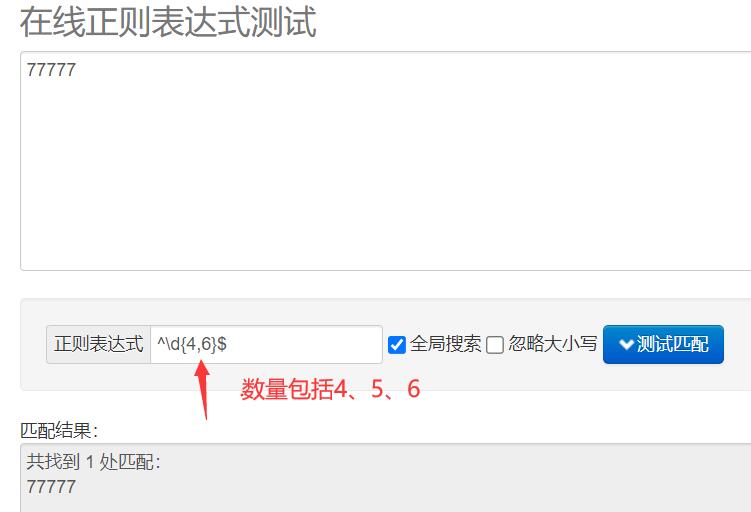 在线正则表达式测试
77777
正则表达式 ^\d{4,6}$ 全局搜索 忽略大小写 测试匹配
数量包括4、5、6
匹配结果：
共找到 1 处匹配：
77777